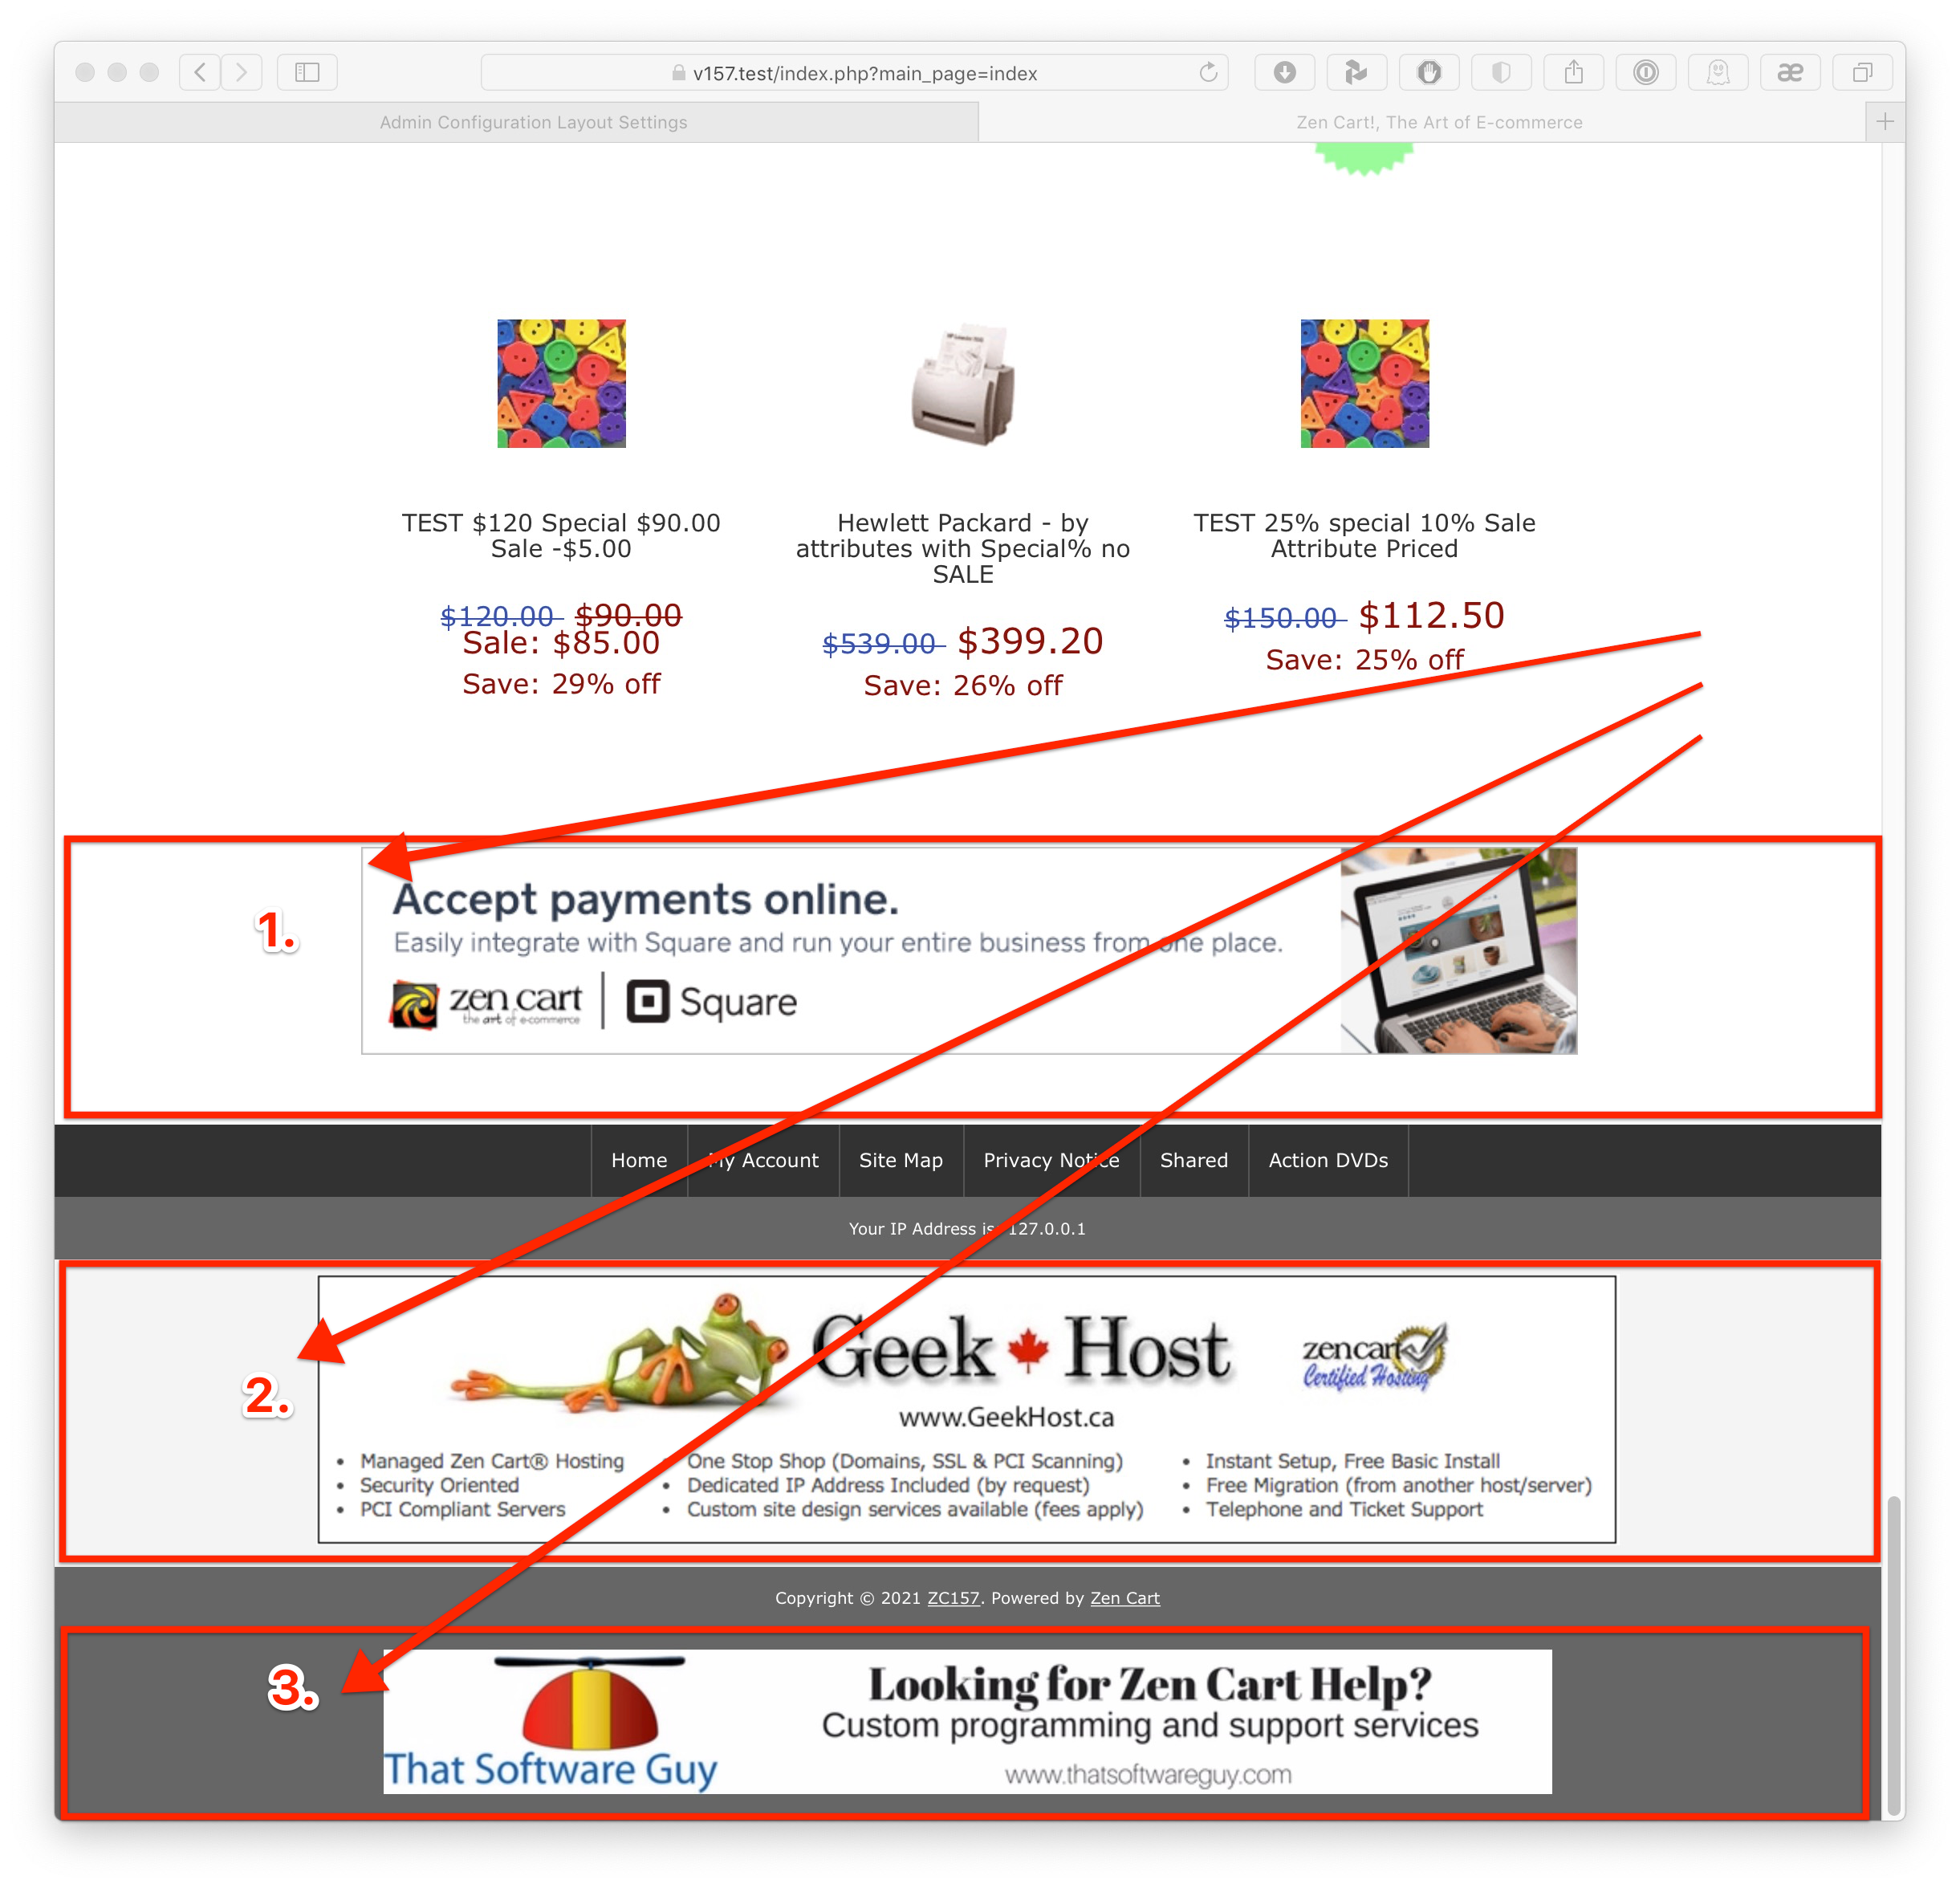 v157.test/index.php?main_page=index
Admin Configuration Layout Settings
Zen Cart!, The Art of E-commerce
TEST $120 Special $90.00
Sale -$5.00
$120.00 $90.00
Sale: $85.00
Save: 29% off
Hewlett Packard - by
attributes with Special% no
SALE
$539.00 $399.20
Save: 26% off
TEST 25% special 10% Sale
Attribute Priced
$150.00 $112.50
Save: 25% off
1.
Accept payments online.
Easily integrate with Square and run your entire business from one place.
zen cart
the art of e-commerce
Square
Home My Account Site Map Privacy Notice Shared Action DVDs
Your IP Address is: 127.0.0.1
2.
Geek Host
www.GeekHost.ca
zencart
Certified Hosting
• Managed Zen Cart® Hosting
• Security Oriented
• PCI Compliant Servers
• One Stop Shop (Domains, SSL & PCI Scanning)
• Dedicated IP Address Included (by request)
• Custom site design services available (fees apply)
• Instant Setup, Free Basic Install
• Free Migration (from another host/server)
• Telephone and Ticket Support
Copyright © 2021 ZC157. Powered by Zen Cart
3.
That Software Guy
Looking for Zen Cart Help?
Custom programming and support services
www.thatsoftwareguy.com